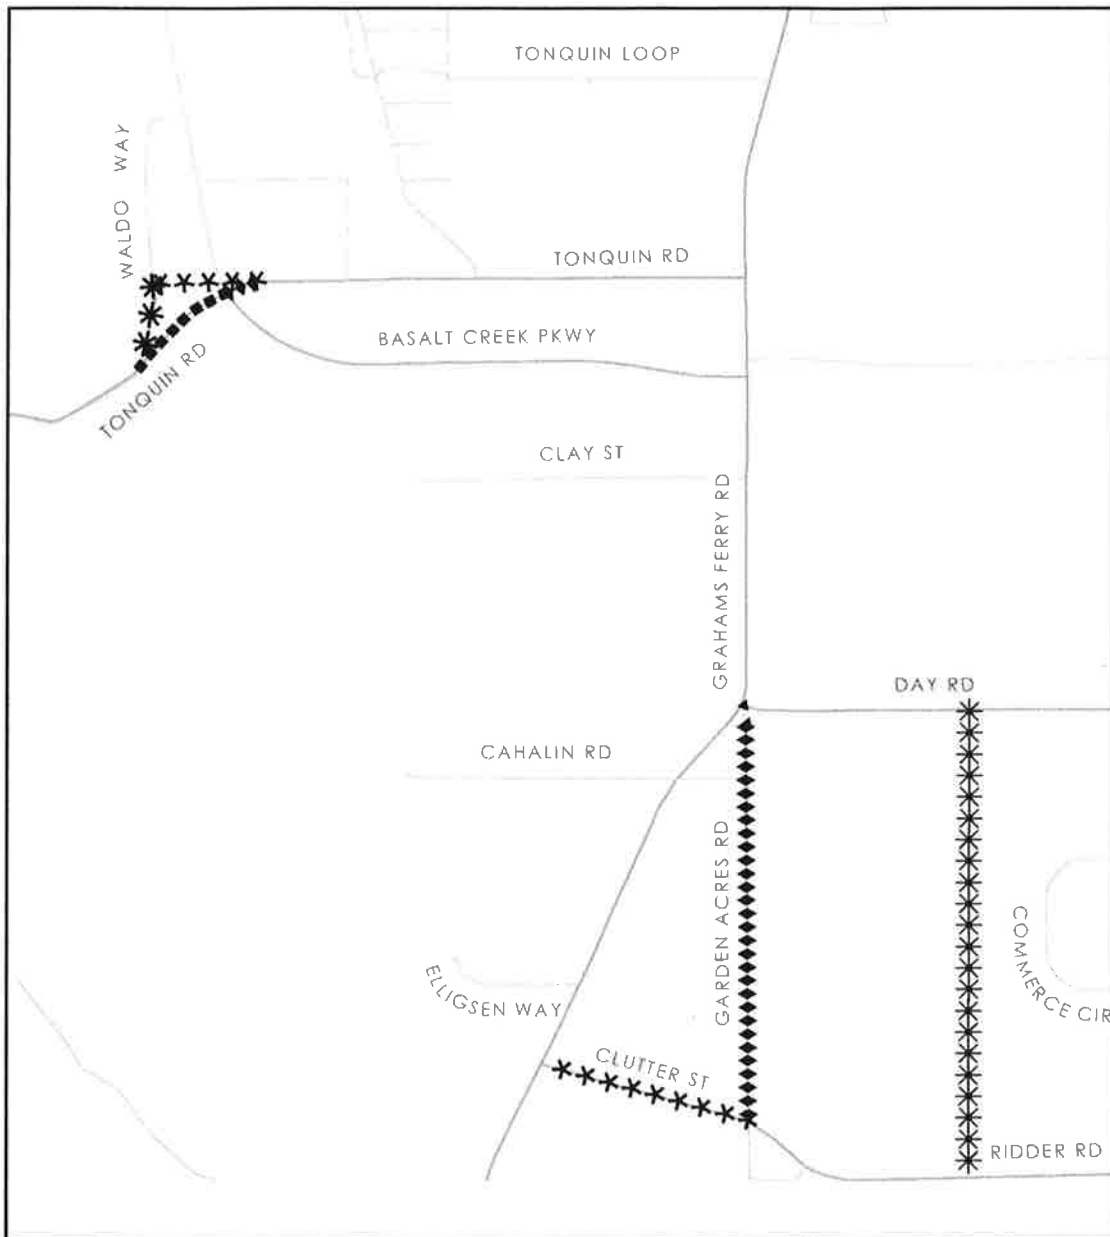 TONQUIN LOOP
WALDO WAY
TONQUIN RD
BASALT CREEK PKWY
TONQUIN RD
CLAY ST
GRAHAMS FERRY RD
DAY RD
CAHALIN RD
GARDEN ACRES RD
COMMERCE CIR
ELLIGSEN WAY
CLUTTER ST
RIDDER RD